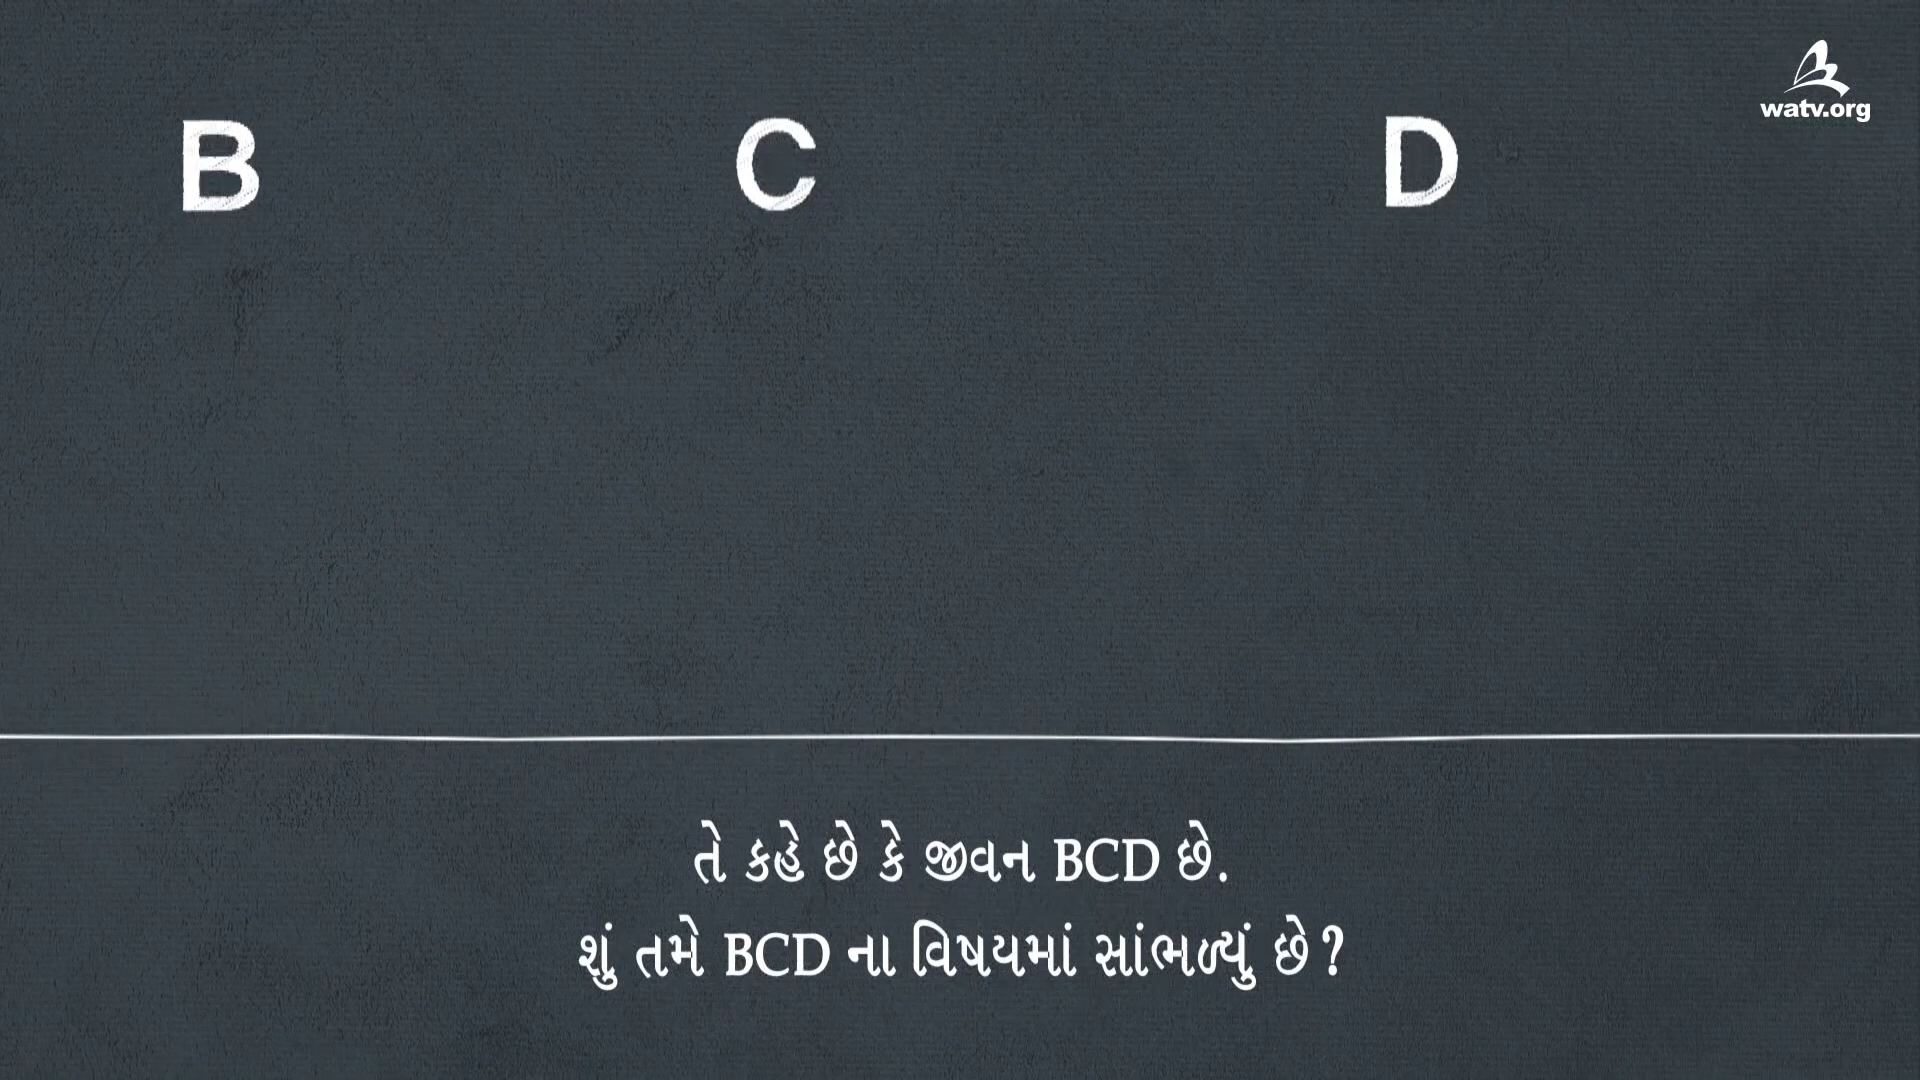 watv.org
B C D
તે કહે છે કે જીવન BCD છે.
શું તમે BCD ના વિષયમાં સાંભળ્યું છે?